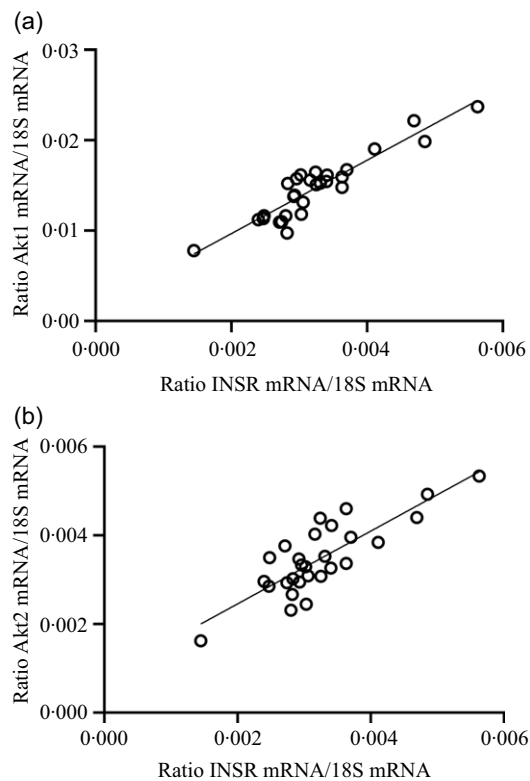 (a)
0·03
0·02
0·01
0·00
Ratio Akt1 mRNA/18S mRNA
0·000
0·002
0·004
0·006
Ratio INSR mRNA/18S mRNA
(b)
0·006
0·004
0·002
0·000
Ratio Akt2 mRNA/18S mRNA
0·000
0·002
0·004
0·006
Ratio INSR mRNA/18S mRNA